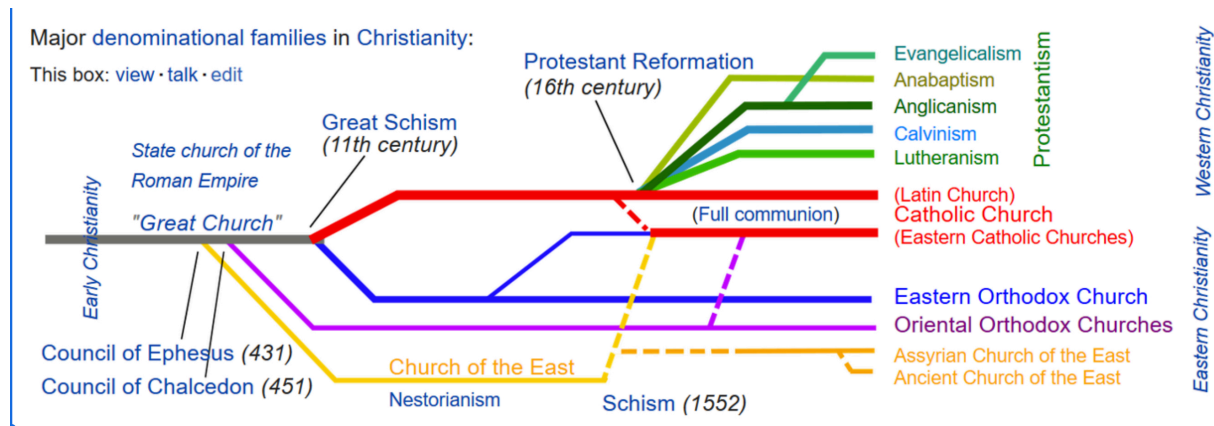 Major denominational families in Christianity:
This box: view · talk · edit
Protestant Reformation
(16th century)
Great Schism
(11th century)
State church of the
Roman Empire
"Great Church"
Early Christianity
Council of Ephesus (431)
Council of Chalcedon (451)
Church of the East
Nestorianism
Schism (1552)
(Full communion)
Evangelicalism
Anabaptism
Anglicanism
Calvinism
Lutheranism
Protestantism
(Latin Church)
Catholic Church
(Eastern Catholic Churches)
Eastern Orthodox Church
Oriental Orthodox Churches
Assyrian Church of the East
Ancient Church of the East
Western Christianity
Eastern Christianity